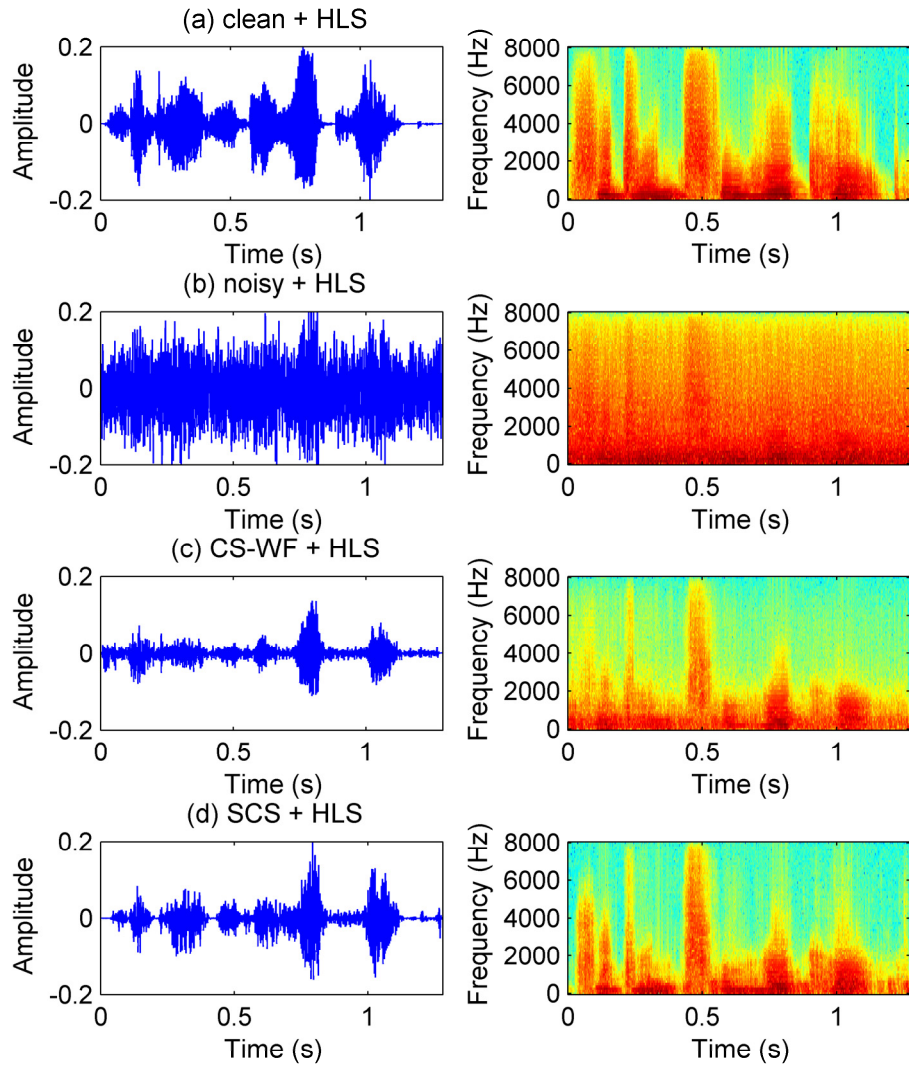 (a) clean + HLS
0.2
0
-0.2
Amplitude
0 0.5 1
Time (s)
8000
6000
4000
2000
0
Frequency (Hz)
0 0.5 1
Time (s)
(b) noisy + HLS
0.2
0
-0.2
Amplitude
0 0.5 1
Time (s)
8000
6000
4000
2000
0
Frequency (Hz)
0 0.5 1
Time (s)
(c) CS-WF + HLS
0.2
0
-0.2
Amplitude
0 0.5 1
Time (s)
8000
6000
4000
2000
0
Frequency (Hz)
0 0.5 1
Time (s)
(d) SCS + HLS
0.2
0
-0.2
Amplitude
0 0.5 1
Time (s)
8000
6000
4000
2000
0
Frequency (Hz)
0 0.5 1
Time (s)